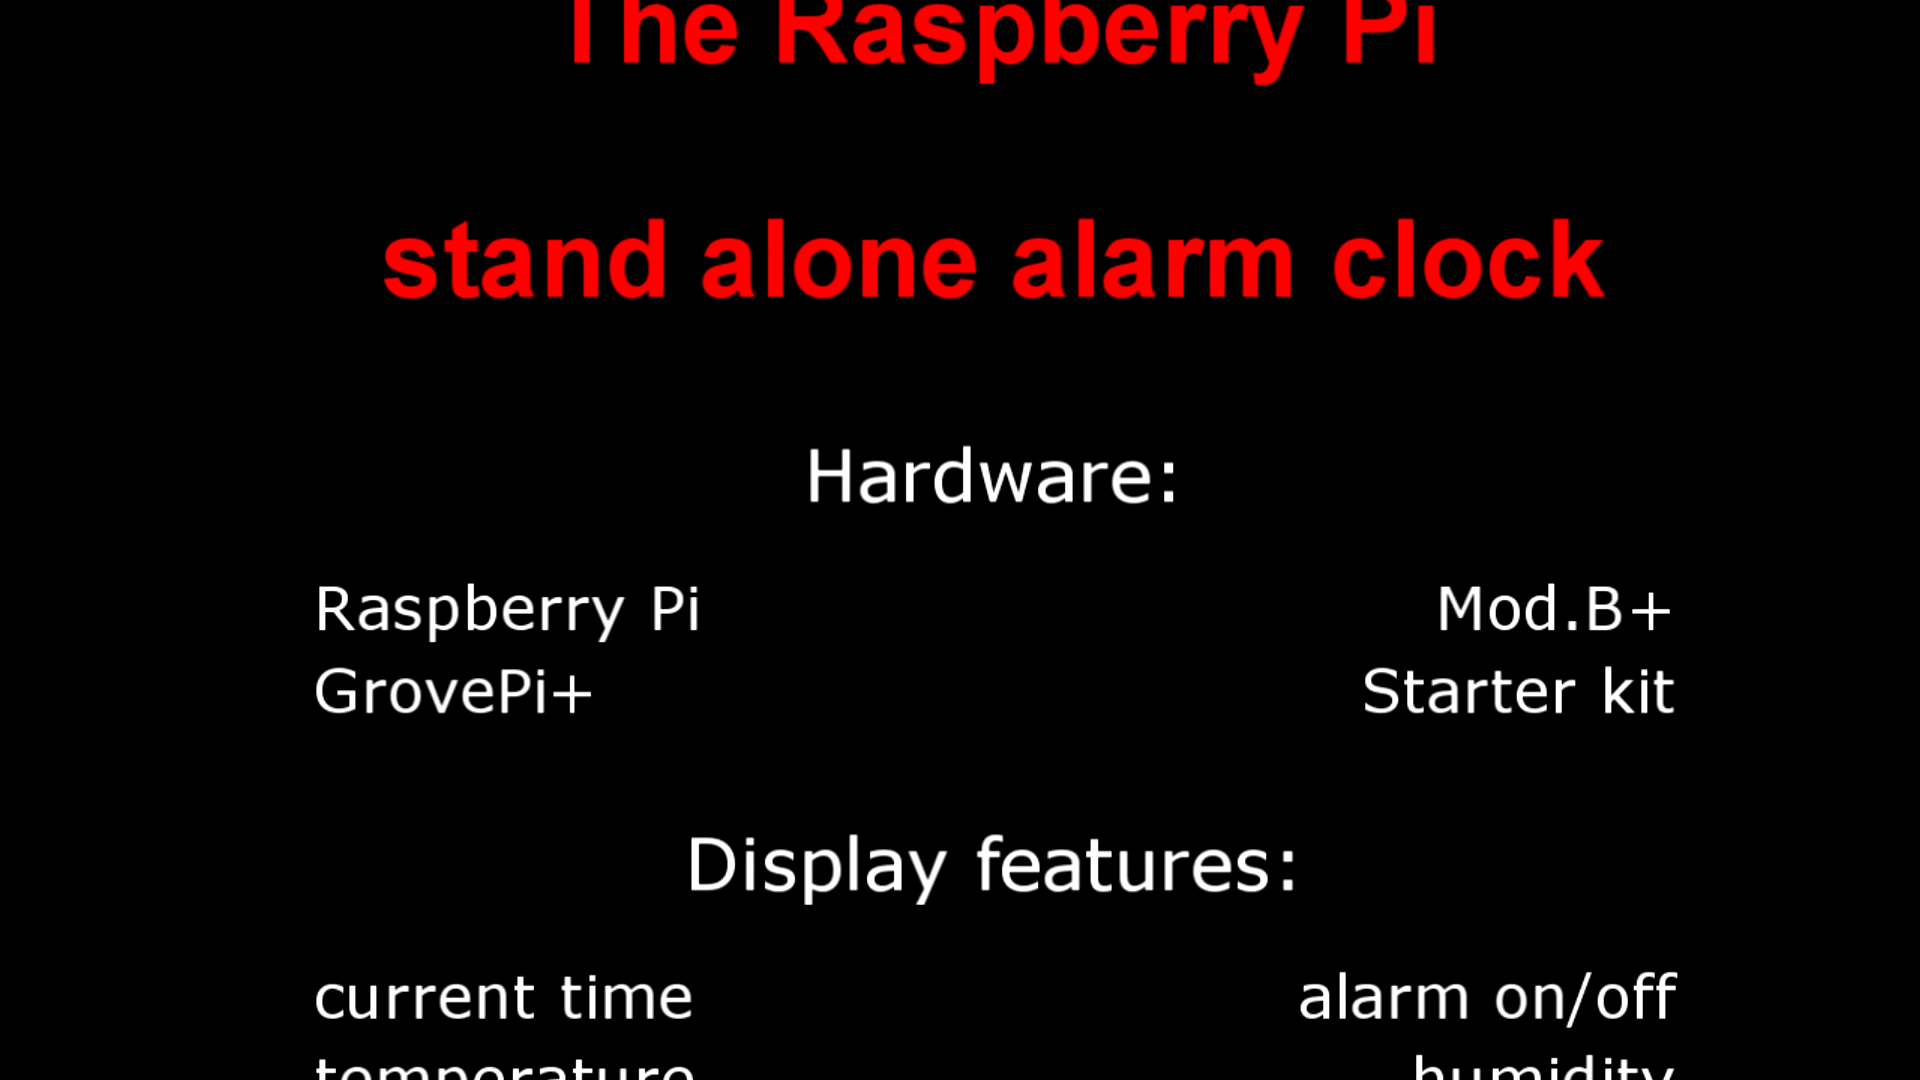 The Raspberry Pi
stand alone alarm clock
Hardware:
Raspberry Pi Mod.B+
GrovePi+ Starter kit
Display features:
current time alarm on/off
temperature humidity